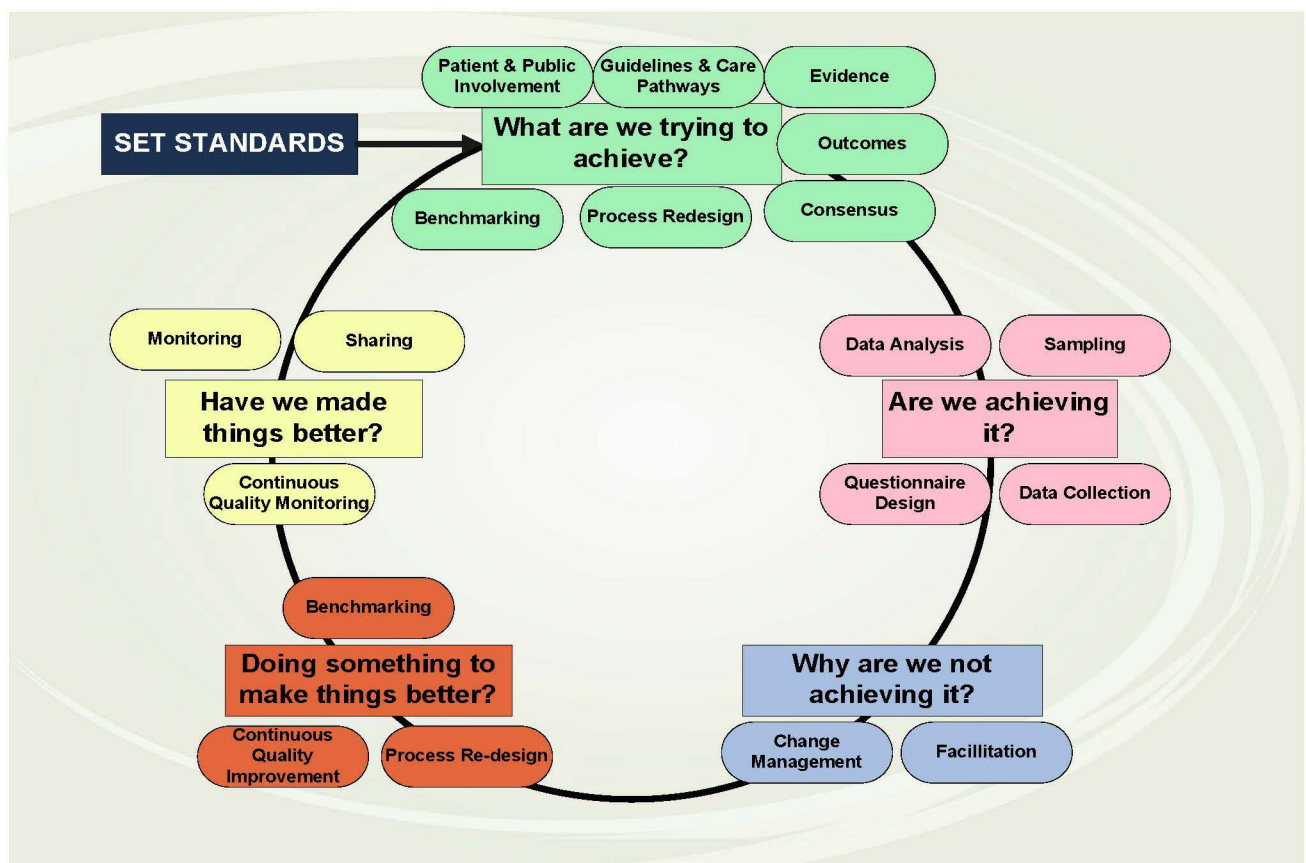 Patient & Public
Involvement
Guidelines & Care
Pathways
Evidence
SET STANDARDS
What are we trying to
achieve?
Outcomes
Benchmarking
Process Redesign
Consensus
Monitoring
Sharing
Have we made
things better?
Continuous
Quality Monitoring
Data Analysis
Sampling
Are we achieving
it?
Questionnaire
Design
Data Collection
Benchmarking
Doing something to
make things better?
Continuous
Quality
Improvement
Process Re-design
Why are we not
achieving it?
Change
Management
Facillitation